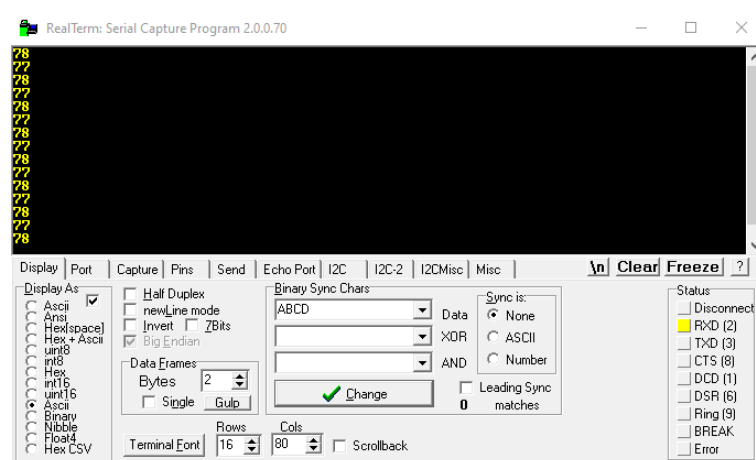 RealTerm: Serial Capture Program 2.0.0.70
78
77
78
77
78
77
78
77
78
77
78
77
78
77
78
Display Port Capture Pins Send Echo Port I2C I2C-2 I2CMisc Misc \n Clear Freeze ?
Display As
Ascii
Ansi
Hex[space]
Hex + Ascii
uint8
int8
Hex
int16
uint16
Ascii
Binary
Nibble
Float4
Hex CSV
Half Duplex
newLine mode
Invert 7Bits
Big Endian
Data Frames
Bytes 2
Single Gulp
Binary Sync Chars
ABCD Data
XOR
AND
Change
Sync is:
None
ASCII
Number
Leading Sync
0 matches
Rows Cols
Terminal Font 16 80 Scrollback
Status
Disconnect
RXD (2)
TXD (3)
CTS (8)
DCD (1)
DSR (6)
Ring (9)
BREAK
Error